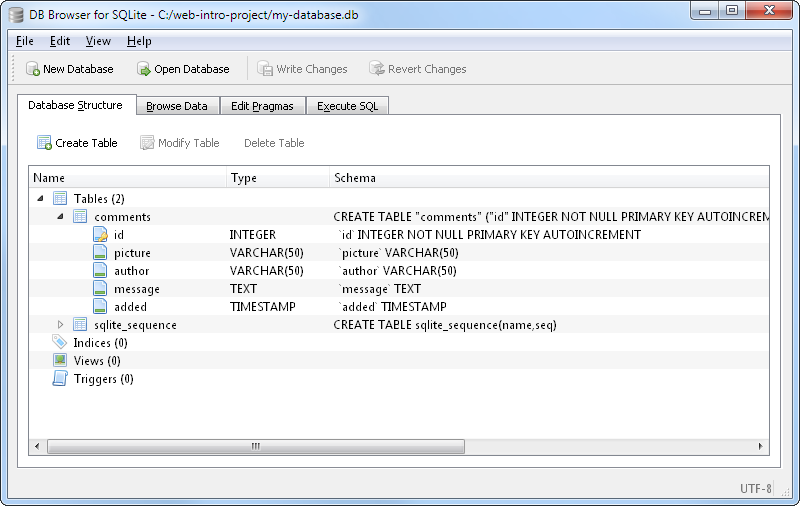 DB Browser for SQLite - C:/web-intro-project/my-database.db
File Edit View Help
New Database Open Database Write Changes Revert Changes
Database Structure Browse Data Edit Pragmas Execute SQL
Create Table Modify Table Delete Table
Name Type Schema
Tables (2)
comments CREATE TABLE "comments" ("id" INTEGER NOT NULL PRIMARY KEY AUTOINCREM
id INTEGER `id` INTEGER NOT NULL PRIMARY KEY AUTOINCREMENT
picture VARCHAR(50) `picture` VARCHAR(50)
author VARCHAR(50) `author` VARCHAR(50)
message TEXT `message` TEXT
added TIMESTAMP `added` TIMESTAMP
sqlite_sequence CREATE TABLE sqlite_sequence(name,seq)
Indices (0)
Views (0)
Triggers (0)
UTF-8